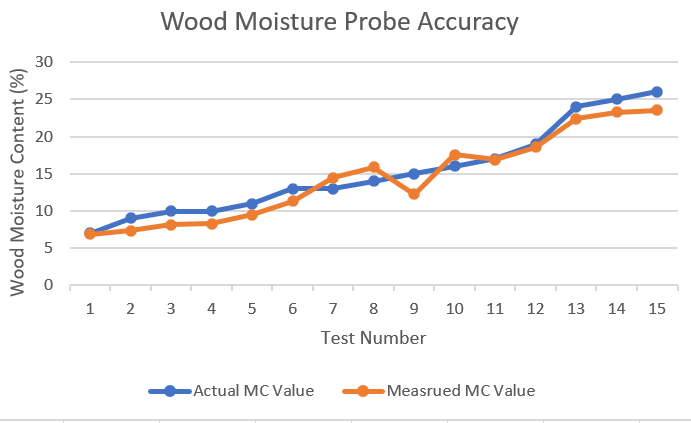 Wood Moisture Probe Accuracy
Wood Moisture Content (%)
30
25
20
15
10
5
0
1 2 3 4 5 6 7 8 9 10 11 12 13 14 15
Test Number
Actual MC Value Measrued MC Value